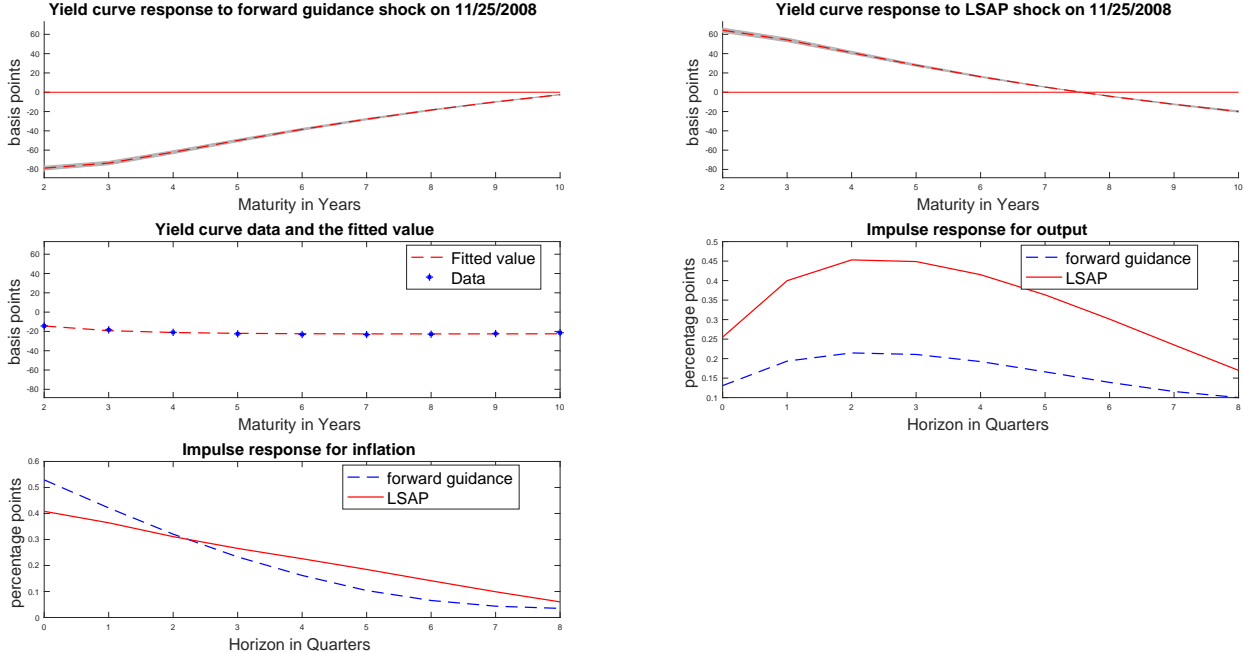 Yield curve response to forward guidance shock on 11/25/2008
basis points
60
40
20
0
-20
-40
-60
-80
2 3 4 5 6 7 8 9 10
Maturity in Years
Yield curve response to LSAP shock on 11/25/2008
basis points
60
40
20
0
-20
-40
-60
-80
2 3 4 5 6 7 8 9 10
Maturity in Years
Yield curve data and the fitted value
basis points
60
40
20
0
-20
-40
-60
-80
Fitted value
Data
2 3 4 5 6 7 8 9 10
Maturity in Years
Impulse response for output
percentage points
0.5
0.45
0.4
0.35
0.3
0.25
0.2
0.15
0.1
forward guidance
LSAP
0 1 2 3 4 5 6 7 8
Horizon in Quarters
Impulse response for inflation
percentage points
0.6
0.5
0.4
0.3
0.2
0.1
0
forward guidance
LSAP
0 1 2 3 4 5 6 7 8
Horizon in Quarters